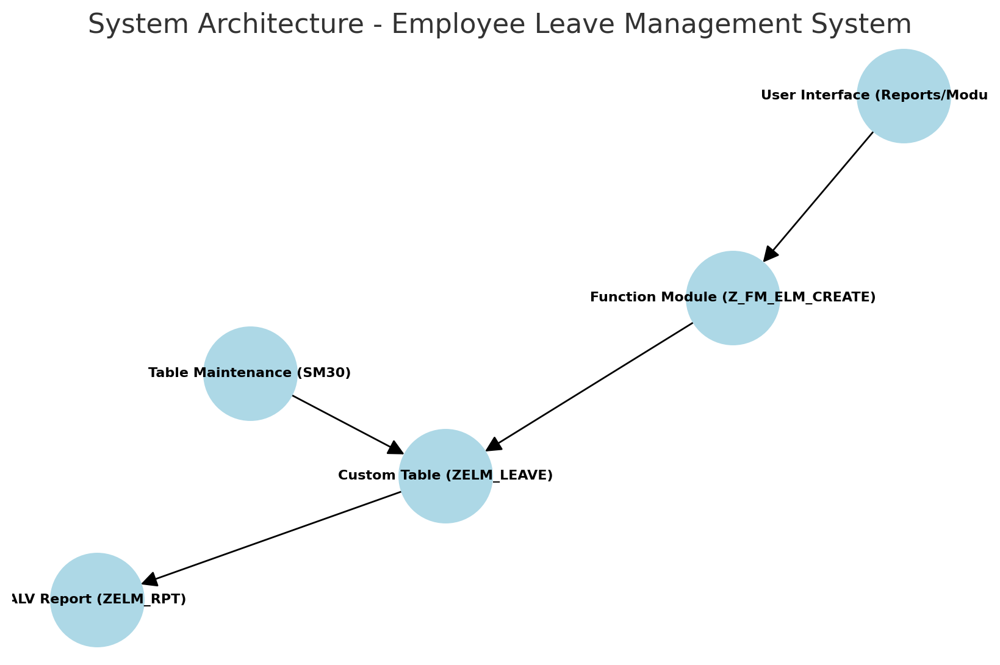 System Architecture - Employee Leave Management System
User Interface (Reports/Modu
Function Module (Z_FM_ELM_CREATE)
Table Maintenance (SM30)
Custom Table (ZELM_LEAVE)
ALV Report (ZELM_RPT)